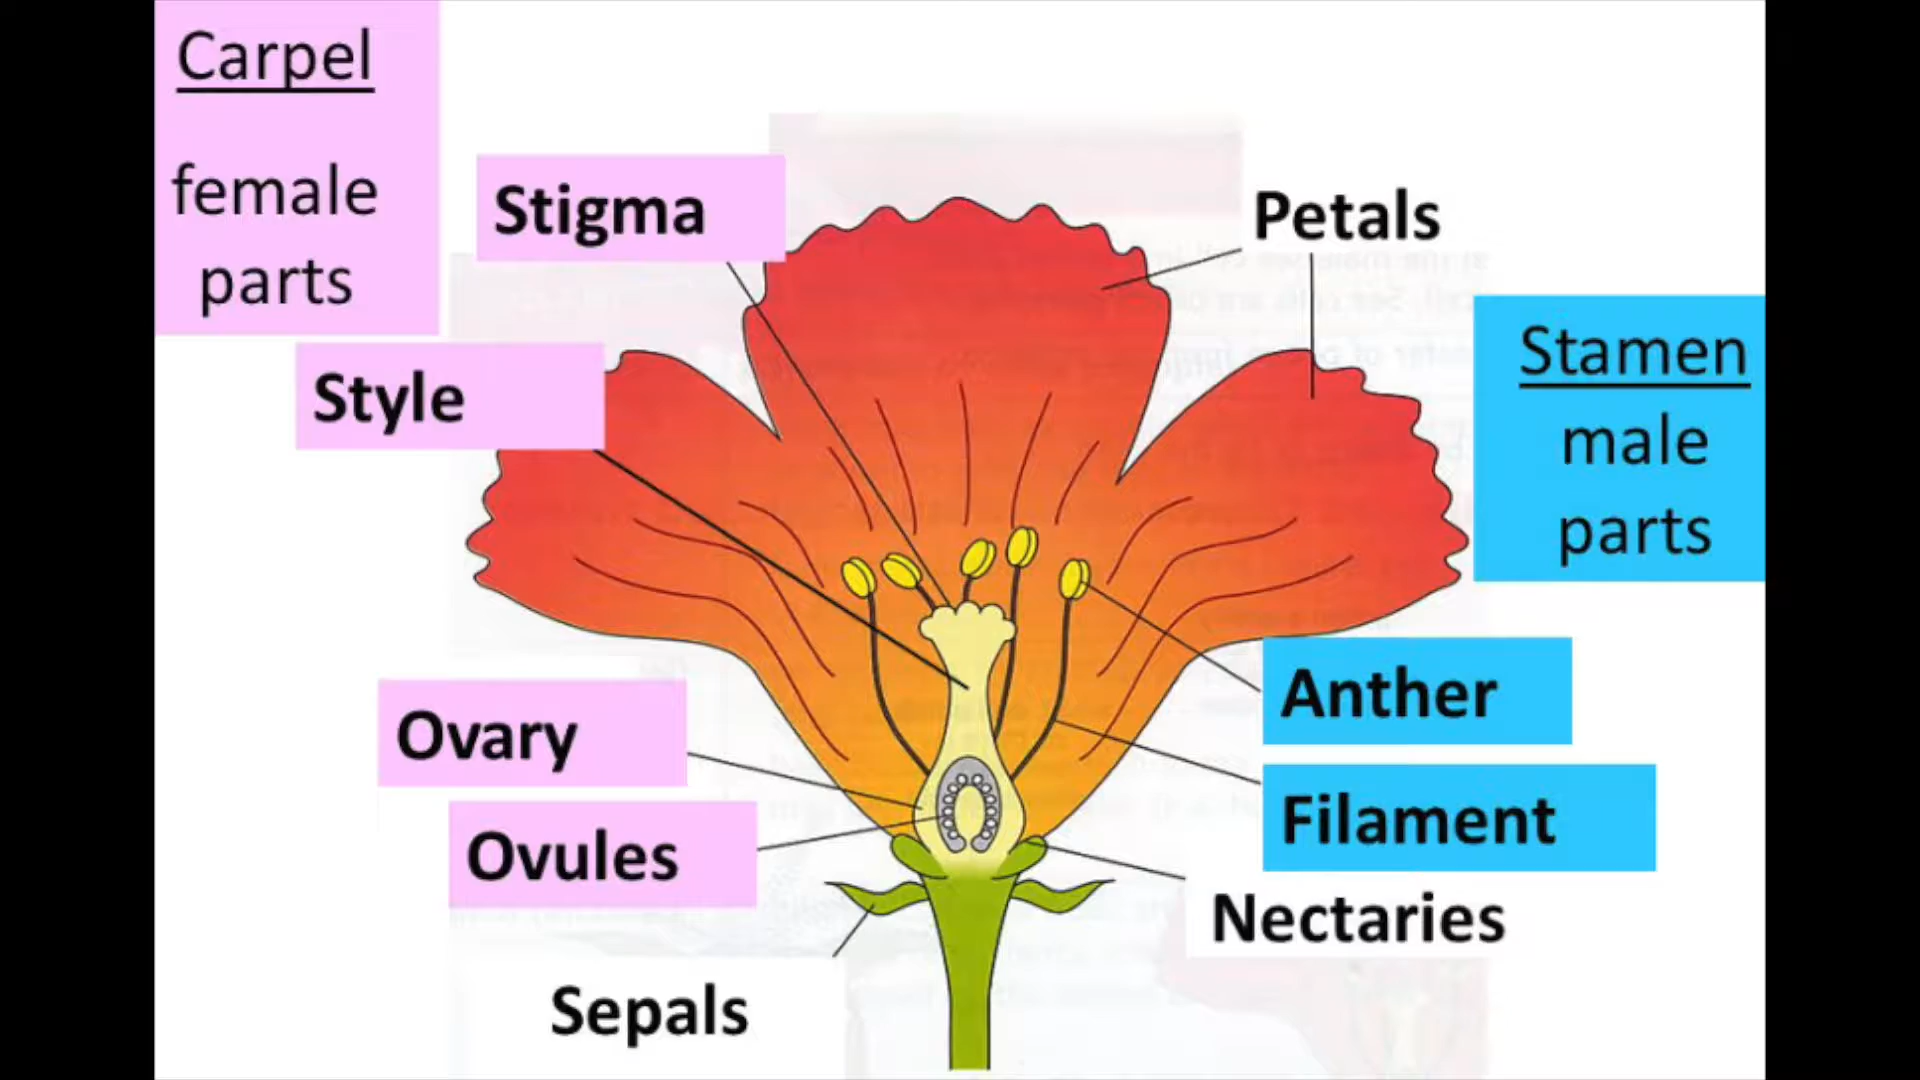 Carpel
female
parts
Stigma
Petals
Style
Stamen
male
parts
Ovary
Anther
Ovules
Filament
Nectaries
Sepals